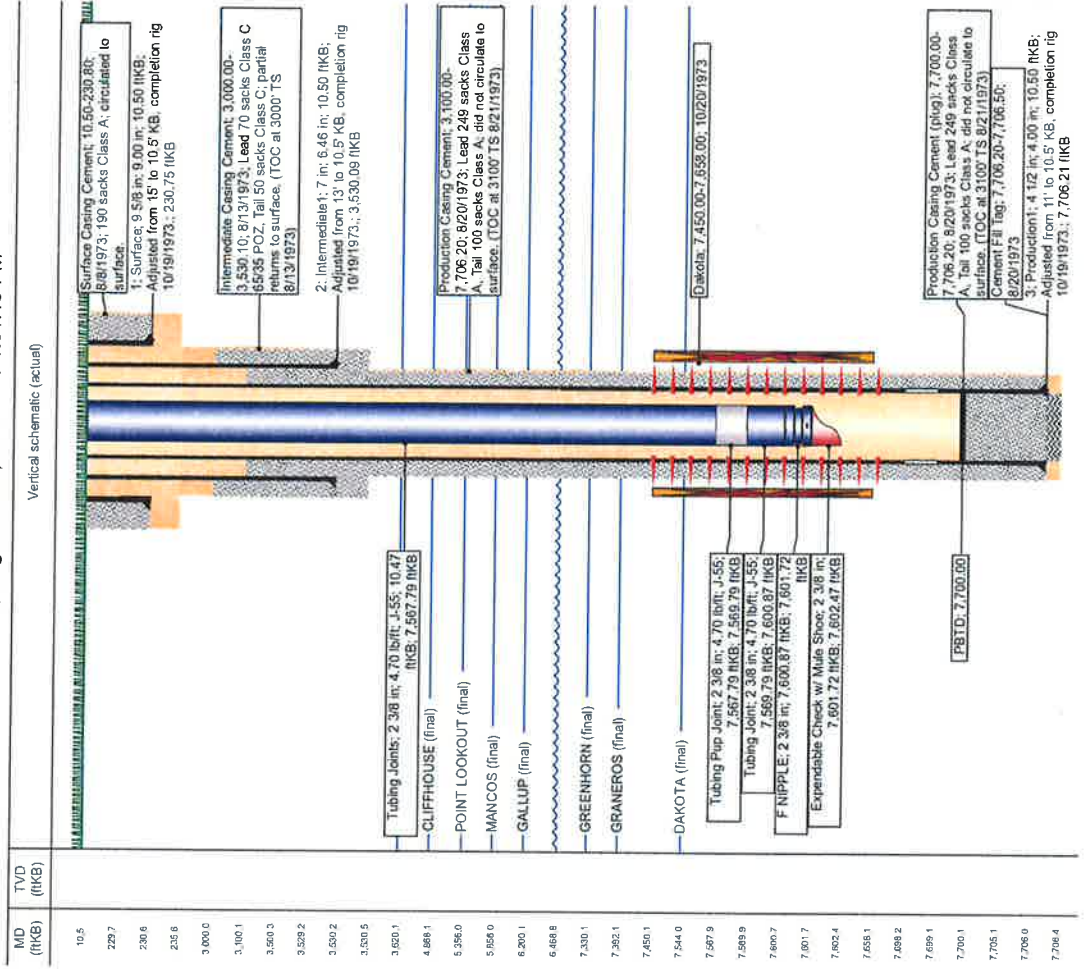 Vertical schematic (actual)
MD
(ftKB)
TVD
(ftKB)
10.5
229.7
230.6
235.6
3,000.0
3,100.1
3,500.3
3,529.2
3,530.2
3,530.5
3,620.1
4,868.1
5,356.0
5,656.0
6,200.1
6,468.8
7,330.1
7,392.1
7,450.1
7,544.0
7,567.9
7,569.9
7,600.7
7,601.7
7,602.4
7,658.1
7,698.2
7,699.1
7,700.1
7,705.1
7,706.0
7,706.4
Tubing Joints; 2 3/8 in; 4.70 lb/ft; J-55; 10.47
ftKB; 7,567.79 ftKB
CLIFFHOUSE (final)
POINT LOOKOUT (final)
MANCOS (final)
GALLUP (final)
GREENHORN (final)
GRANEROS (final)
DAKOTA (final)
Tubing Pup Joint; 2 3/8 in; 4.70 lb/ft; J-55;
7,567.79 ftKB; 7,569.79 ftKB
Tubing Joint; 2 3/8 in; 4.70 lb/ft; J-55;
7,569.79 ftKB; 7,600.87 ftKB
F NIPPLE; 2 3/8 in; 7,600.87 ftKB; 7,601.72
ftKB
Expendable Check w/ Mule Shoe; 2 3/8 in;
7,601.72 ftKB; 7,602.47 ftKB
PBTD; 7,700.00
Surface Casing Cement; 10.50-230.80;
8/8/1973; 190 sacks Class A; circulated to
surface.
1: Surface; 9 5/8 in; 9.00 in; 10.50 ftKB;
Adjusted from 15' to 10.5' KB, completion rig
10/19/1973.; 230.75 ftKB
Intermediate Casing Cement; 3,000.00-
3,530.10; 8/13/1973; Lead 70 sacks Class C
65/35 POZ, Tail 50 sacks Class C; partial
returns to surface. (TOC at 3000' TS
8/13/1973)
2: Intermediate1; 7 in; 6.46 in; 10.50 ftKB;
Adjusted from 13' to 10.5' KB, completion rig
10/19/1973.; 3,530.09 ftKB
Production Casing Cement; 3,100.00-
7,706.20; 8/20/1973; Lead 249 sacks Class
A, Tail 100 sacks Class A; did not circulate to
surface. (TOC at 3100' TS 8/21/1973)
Dakota; 7,450.00-7,658.00; 10/20/1973
Production Casing Cement (plug); 7,700.00-
7,706.20; 8/20/1973; Lead 249 sacks Class
A, Tail 100 sacks Class A; did not circulate to
surface. (TOC at 3100' TS 8/21/1973)
Cement Fill Tag; 7,706.20-7,706.50;
8/20/1973
3; Production1; 4 1/2 in; 4.00 in; 10.50 ftKB;
Adjusted from 11' to 10.5' KB, completion rig
10/19/1973.; 7,706.21 ftKB